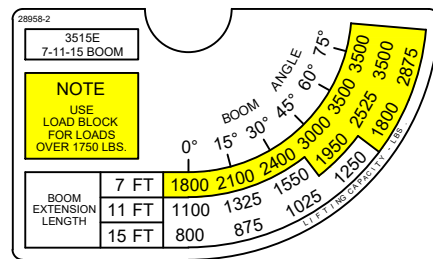 28958-2
3515E
7-11-15 BOOM
NOTE
USE
LOAD BLOCK
FOR LOADS
OVER 1750 LBS.
BOOM ANGLE
0° 15° 30° 45° 60° 75°
BOOM
EXTENSION
LENGTH
7 FT 1800 2100 2400 3000 3500 3500
11 FT 1100 1325 1550 1950 2525 3500
15 FT 800 875 1025 1250 1800 2875
LIFTING CAPACITY - LBS